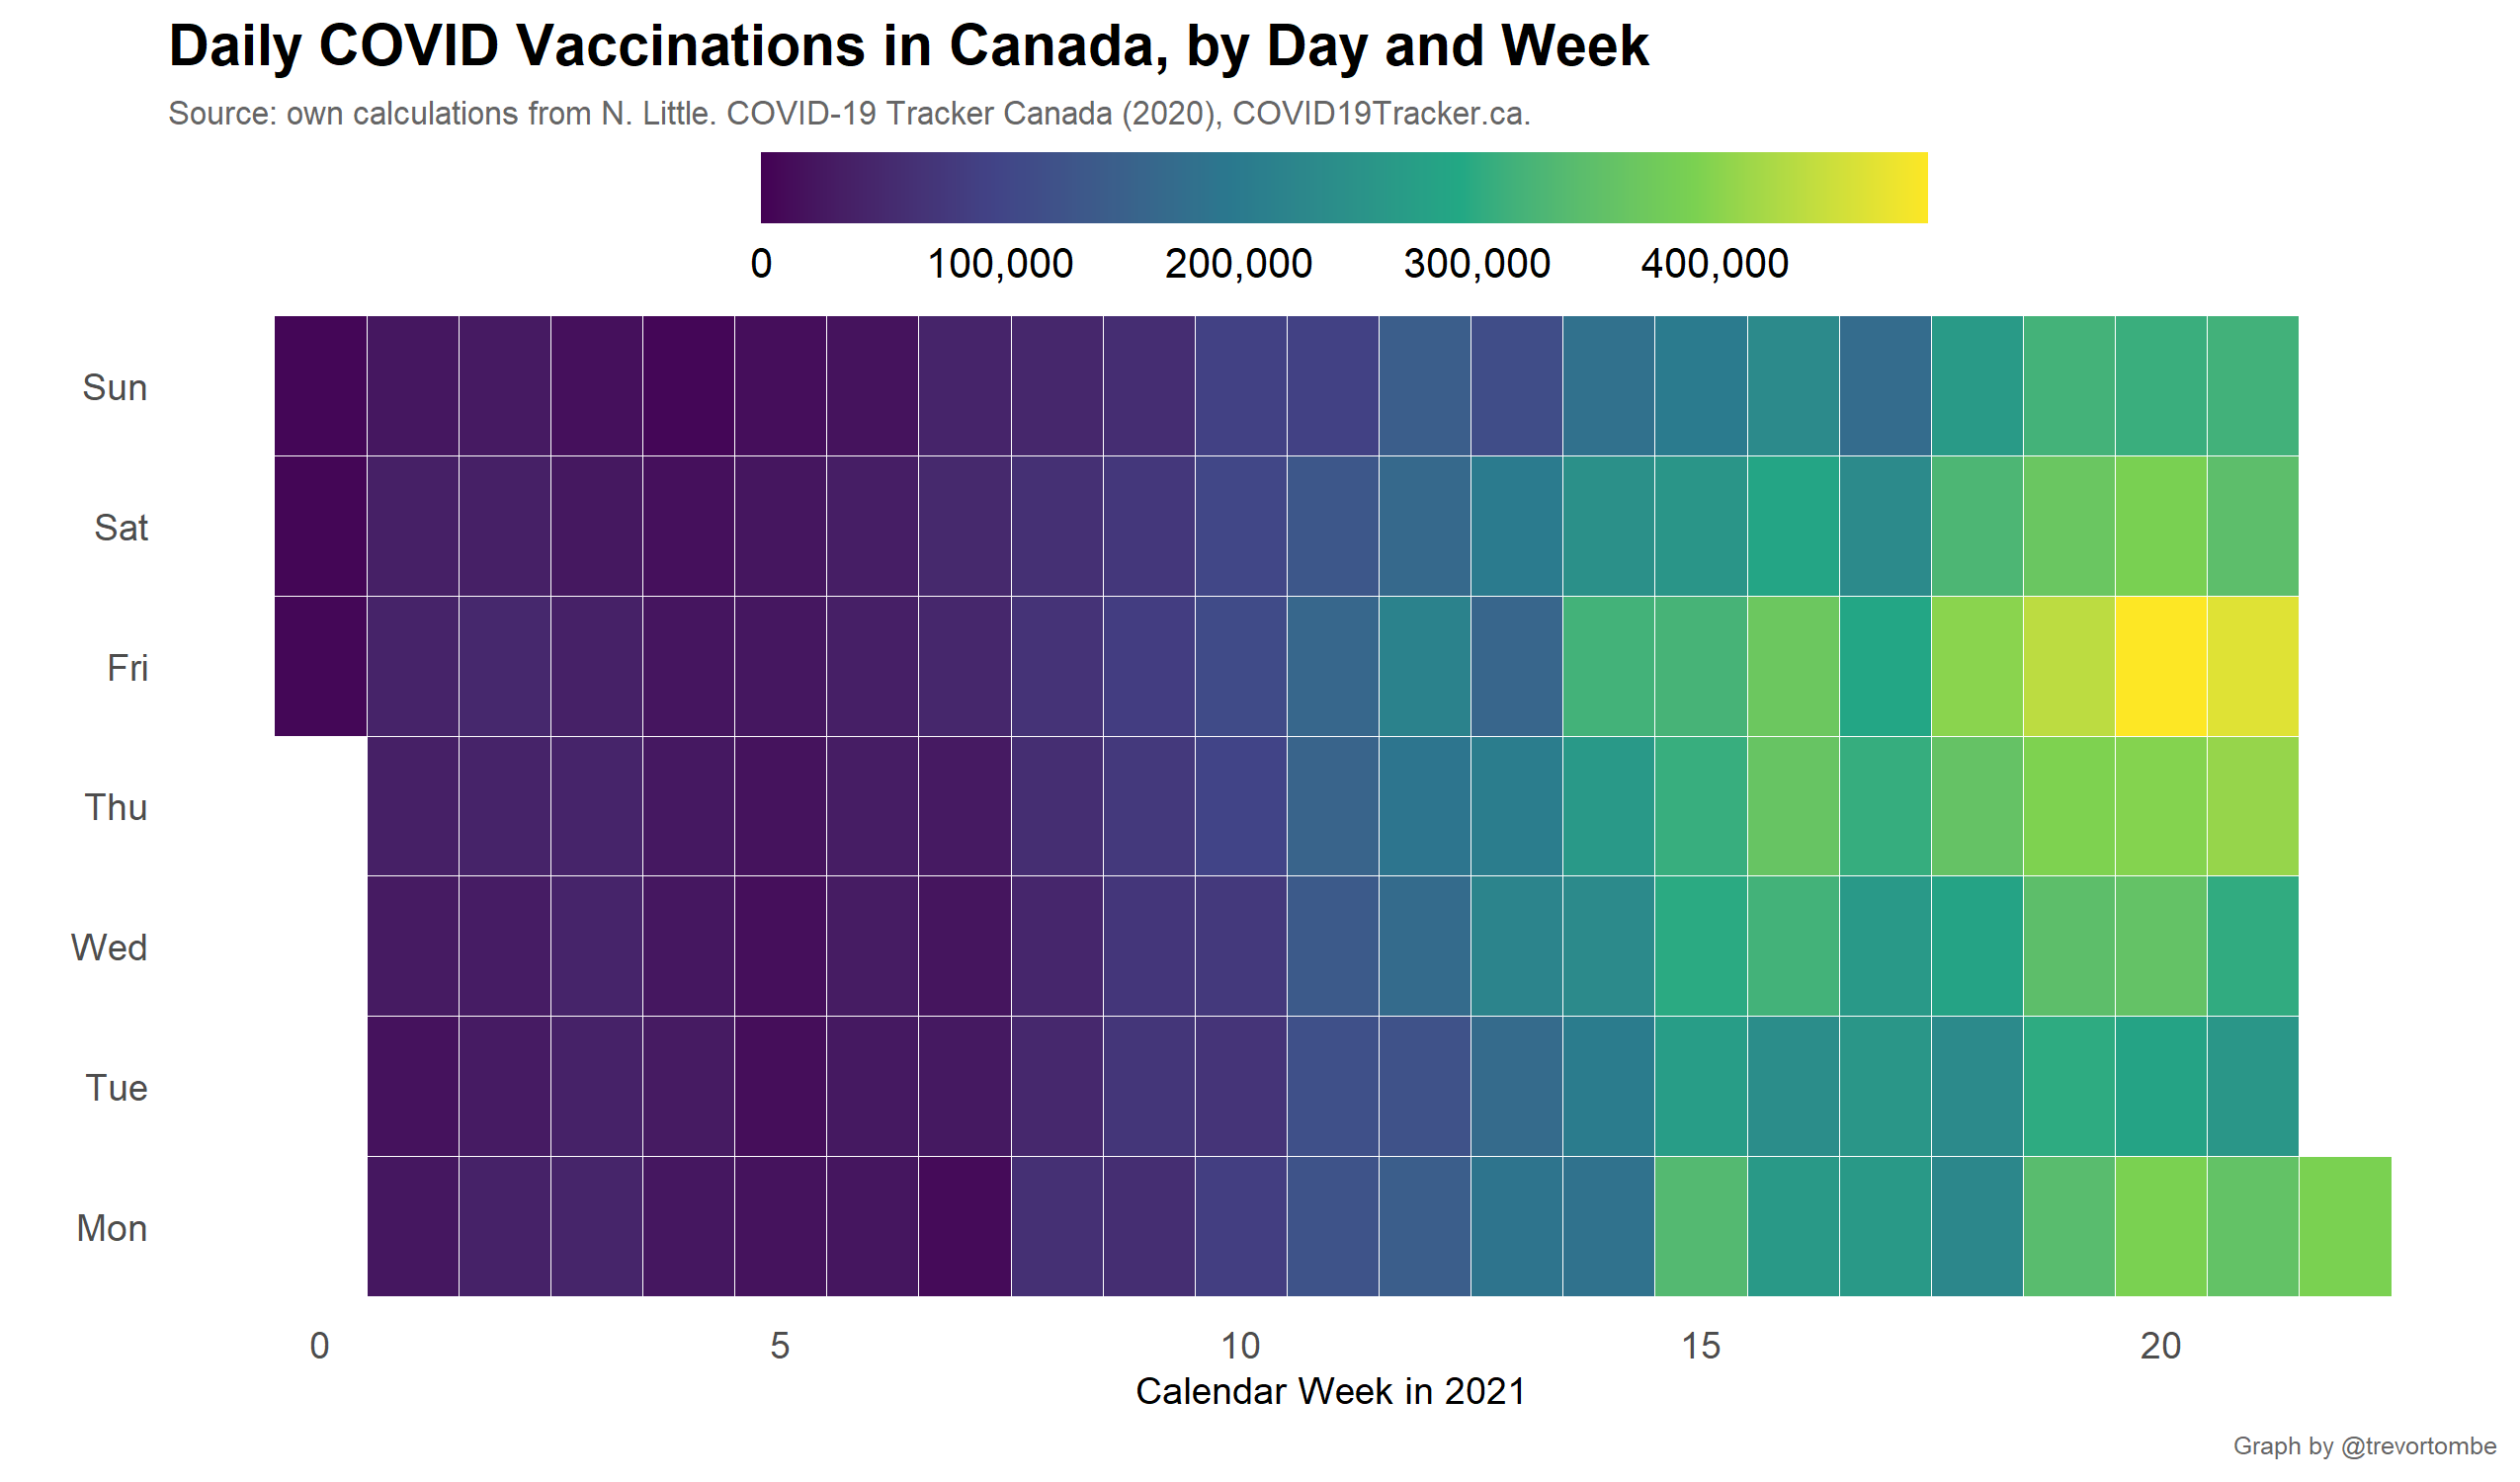 Daily COVID Vaccinations in Canada, by Day and Week
Source: own calculations from N. Little. COVID-19 Tracker Canada (2020), COVID19Tracker.ca.
0 100,000 200,000 300,000 400,000
Sun
Sat
Fri
Thu
Wed
Tue
Mon
0 5 10 15 20
Calendar Week in 2021
Graph by @trevortombe